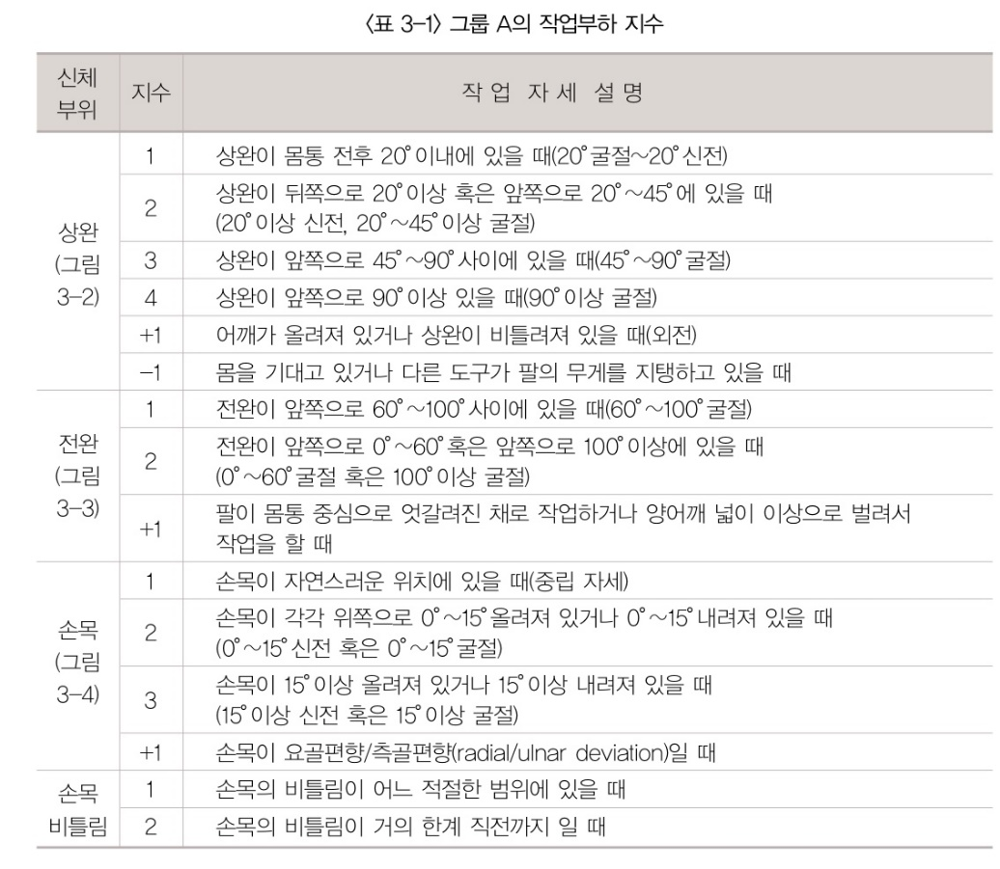 〈표 3-1〉 그룹 A의 작업부하 지수
신체 부위 지수 작 업 자 세 설 명
상완 (그림 3-2)
1 상완이 몸통 전후 20° 이내에 있을 때(20° 굴절~20° 신전)
2 상완이 뒤쪽으로 20° 이상 혹은 앞쪽으로 20°~45°에 있을 때
(20° 이상 신전, 20°~45° 이상 굴절)
3 상완이 앞쪽으로 45°~90° 사이에 있을 때(45°~90° 굴절)
4 상완이 앞쪽으로 90° 이상 있을 때(90° 이상 굴절)
+1 어깨가 올려져 있거나 상완이 비틀려져 있을 때(외전)
-1 몸을 기대고 있거나 다른 도구가 팔의 무게를 지탱하고 있을 때
전완 (그림 3-3)
1 전완이 앞쪽으로 60°~100° 사이에 있을 때(60°~100° 굴절)
2 전완이 앞쪽으로 0°~60° 혹은 앞쪽으로 100° 이상에 있을 때
(0°~60° 굴절 혹은 100° 이상 굴절)
+1 팔이 몸통 중심으로 엇갈려진 채로 작업하거나 양어깨 넓이 이상으로 벌려서
작업을 할 때
손목 (그림 3-4)
1 손목이 자연스러운 위치에 있을 때(중립 자세)
2 손목이 각각 위쪽으로 0°~15° 올려져 있거나 0°~15° 내려져 있을 때
(0°~15° 신전 혹은 0°~15° 굴절)
3 손목이 15° 이상 올려져 있거나 15° 이상 내려져 있을 때
(15° 이상 신전 혹은 15° 이상 굴절)
+1 손목이 요골편향/측골편향(radial/ulnar deviation)일 때
손목 비틀림
1 손목의 비틀림이 어느 적절한 범위에 있을 때
2 손목의 비틀림이 거의 한계 직전까지 일 때